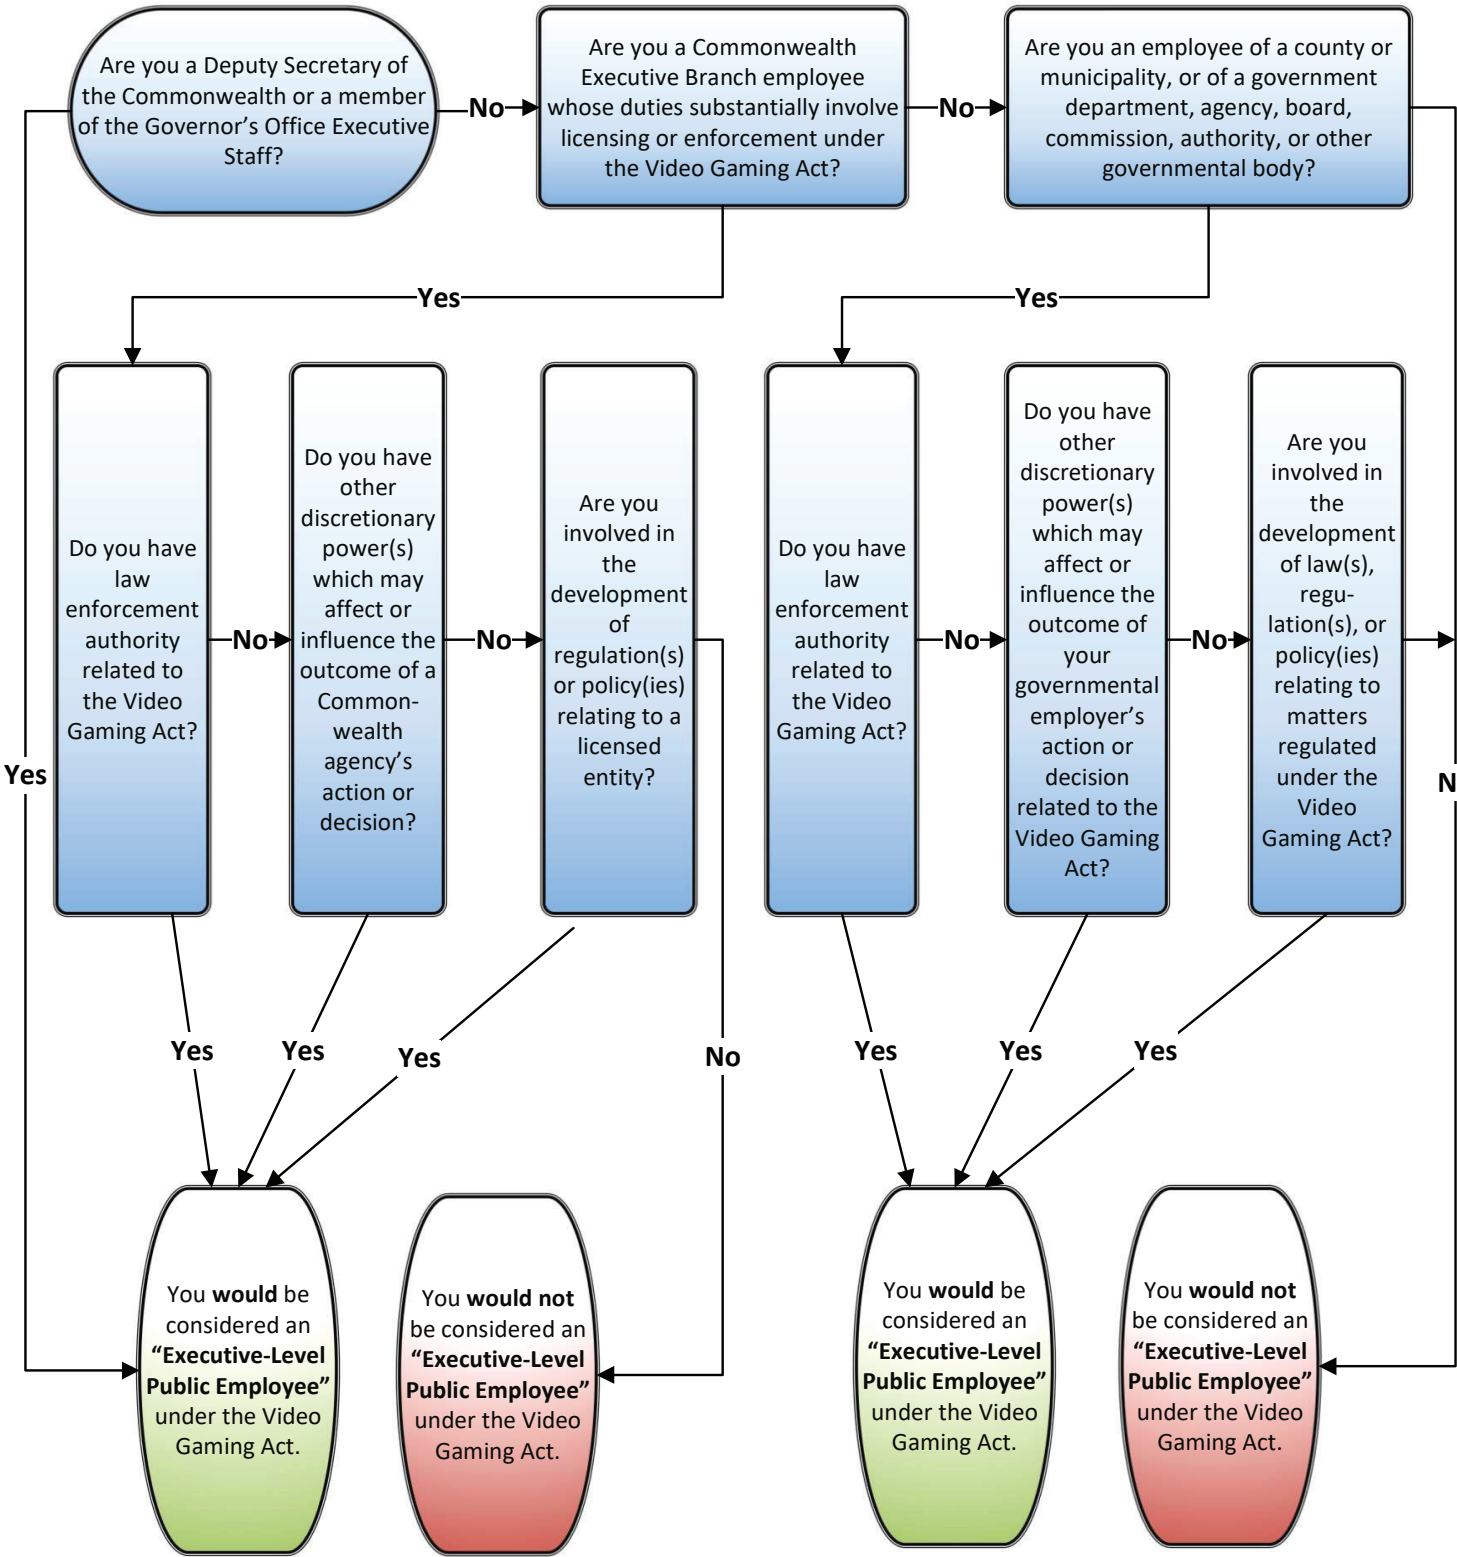 Are you a Deputy Secretary of
the Commonwealth or a member
of the Governor's Office Executive
Staff?
No
Are you a Commonwealth
Executive Branch employee
whose duties substantially involve
licensing or enforcement under
the Video Gaming Act?
No
Are you an employee of a county or
municipality, or of a government
department, agency, board,
commission, authority, or other
governmental body?
Yes
Yes
Do you have
law
enforcement
authority
related to
the Video
Gaming Act?
No
Do you have
other
discretionary
power(s)
which may
affect or
influence the
outcome of a
Common-
wealth
agency's
action or
decision?
No
Are you
involved in
the
development
of
regulation(s)
or policy(ies)
relating to a
licensed
entity?
Do you have
law
enforcement
authority
related to
the Video
Gaming Act?
No
Do you have
other
discretionary
power(s)
which may
affect or
influence the
outcome of
your
governmental
employer's
action or
decision
related to the
Video Gaming
Act?
No
Are you
involved in
the
development
of law(s),
regu-
lation(s), or
policy(ies)
relating to
matters
regulated
under the
Video
Gaming Act?
Yes
N
Yes
Yes
Yes
No
Yes
Yes
Yes
You would be
considered an
“Executive-Level
Public Employee”
under the Video
Gaming Act.
You would not
be considered an
“Executive-Level
Public Employee”
under the Video
Gaming Act.
You would be
considered an
“Executive-Level
Public Employee”
under the Video
Gaming Act.
You would not
be considered an
“Executive-Level
Public Employee”
under the Video
Gaming Act.